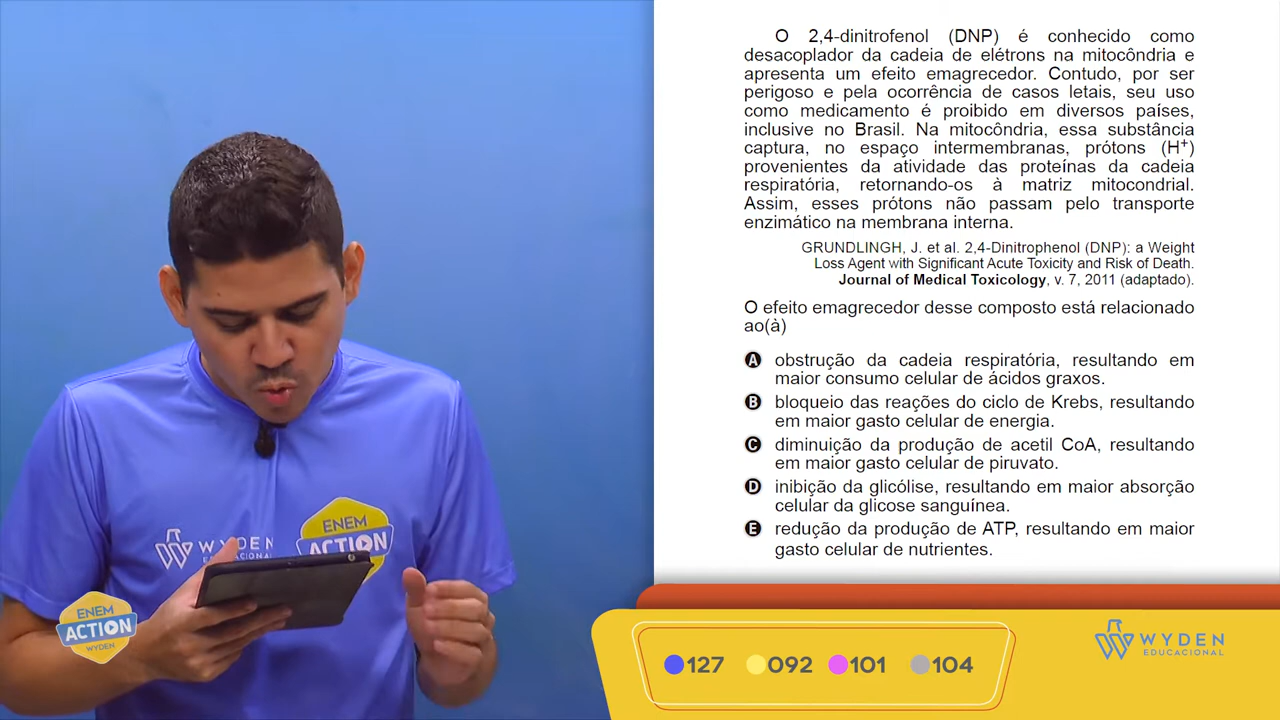 O 2,4-dinitrofenol (DNP) é conhecido como
desacoplador da cadeia de elétrons na mitocôndria e
apresenta um efeito emagrecedor. Contudo, por ser
perigoso e pela ocorrência de casos letais, seu uso
como medicamento é proibido em diversos países,
inclusive no Brasil. Na mitocôndria, essa substância
captura, no espaço intermembranas, prótons (H⁺)
provenientes da atividade das proteínas da cadeia
respiratória, retornando-os à matriz mitocondrial.
Assim, esses prótons não passam pelo transporte
enzimático na membrana interna.
GRUNDLINGH, J. et al. 2,4-Dinitrophenol (DNP): a Weight
Loss Agent with Significant Acute Toxicity and Risk of Death.
Journal of Medical Toxicology, v. 7, 2011 (adaptado).
O efeito emagrecedor desse composto está relacionado
ao(à)
A obstrução da cadeia respiratória, resultando em
maior consumo celular de ácidos graxos.
B bloqueio das reações do ciclo de Krebs, resultando
em maior gasto celular de energia.
C diminuição da produção de acetil CoA, resultando
em maior gasto celular de piruvato.
D inibição da glicólise, resultando em maior absorção
celular da glicose sanguínea.
E redução da produção de ATP, resultando em maior
gasto celular de nutrientes.
WYDEN
EDUCACIONAL
ENEM
ACTION
ENEM
ACTION
WYDEN
127 092 101 104
WYDEN
EDUCACIONAL